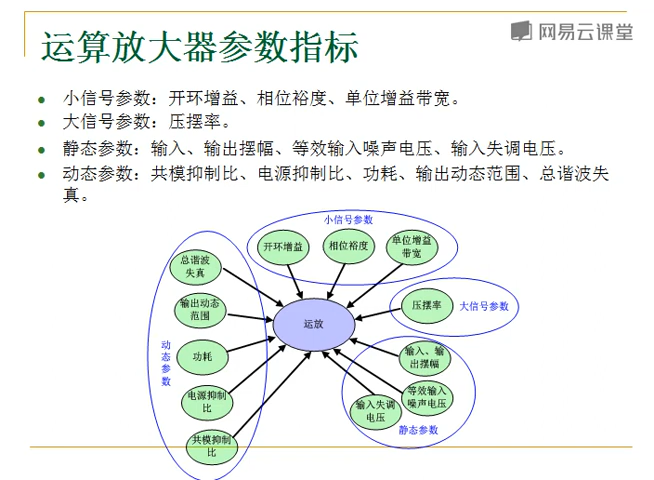 网易云课堂
运算放大器参数指标
小信号参数：开环增益、相位裕度、单位增益带宽。
大信号参数：压摆率。
静态参数：输入、输出摆幅、等效输入噪声电压、输入失调电压。
动态参数：共模抑制比、电源抑制比、功耗、输出动态范围、总谐波失
真。
小信号参数
开环增益
相位裕度
单位增益
带宽
总谐波
失真
输出动态
范围
功耗
电源抑制
比
共模抑制
比
动
态
参
数
运放
压摆率
大信号参数
输入、输
出摆幅
等效输入
噪声电压
输入失调
电压
静态参数